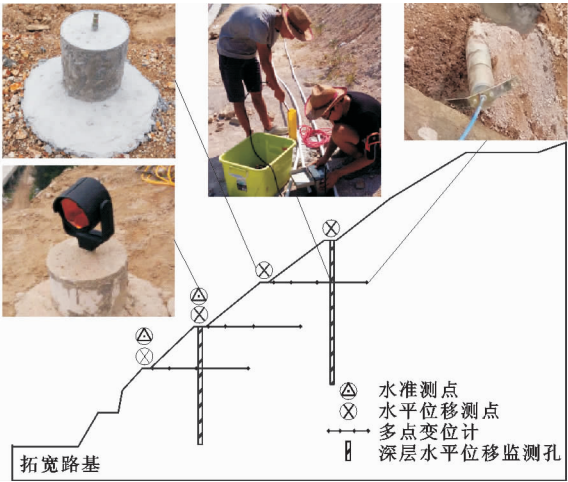 水准测点
水平位移测点
多点变位计
深层水平位移监测孔
拓宽路基